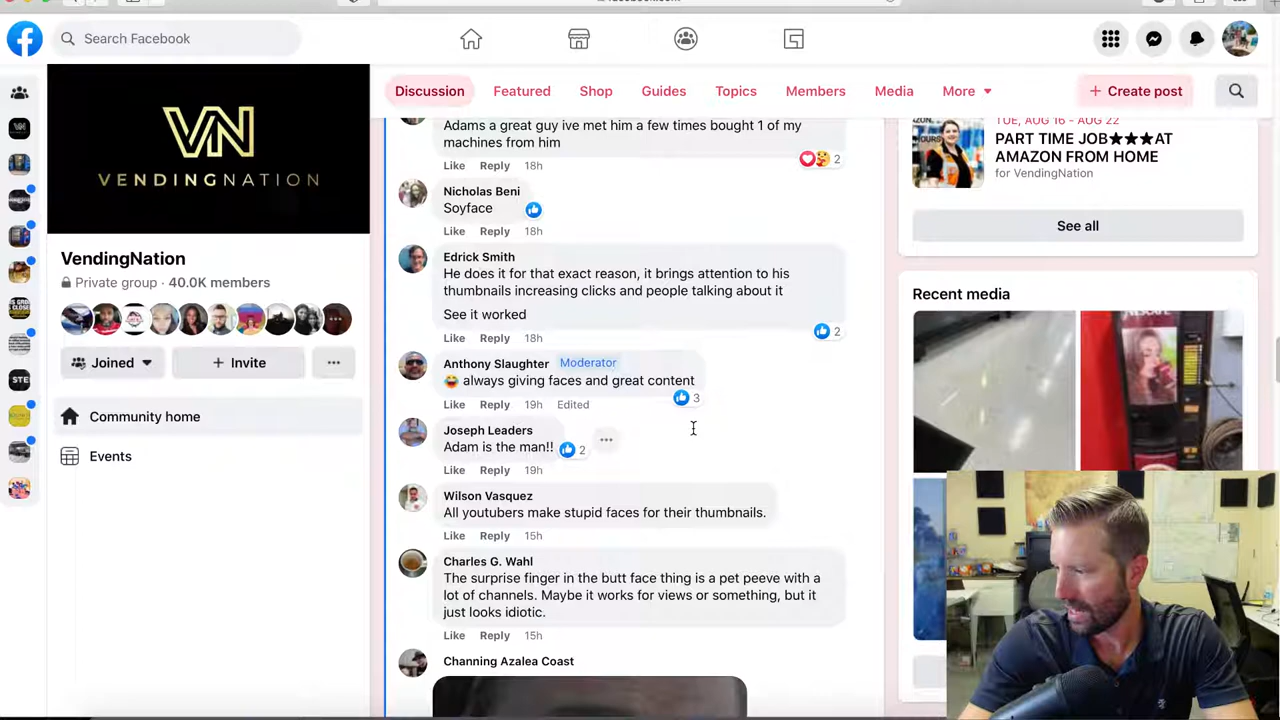 Search Facebook
Discussion
Featured
Shop
Guides
Topics
Members
Media
More
+ Create post
VN
VENDINGNATION
VendingNation
Private group · 40.0K members
Joined
+ Invite
Community home
Events
Adams a great guy ive met him a few times bought 1 of my
machines from him
Like Reply 18h
2
Nicholas Beni
Soyface
Like Reply 18h
Edrick Smith
He does it for that exact reason, it brings attention to his
thumbnails increasing clicks and people talking about it
See it worked
2
Like Reply 18h
Anthony Slaughter Moderator
always giving faces and great content
3
Like Reply 19h Edited
Joseph Leaders
Adam is the man!!
2
Like Reply 19h
Wilson Vasquez
All youtubers make stupid faces for their thumbnails.
Like Reply 15h
Charles G. Wahl
The surprise finger in the butt face thing is a pet peeve with a
lot of channels. Maybe it works for views or something, but it
just looks idiotic.
Like Reply 15h
Channing Azalea Coast
TUE, AUG 16 - AUG 22
PART TIME JOB★★★AT
AMAZON FROM HOME
for VendingNation
See all
Recent media